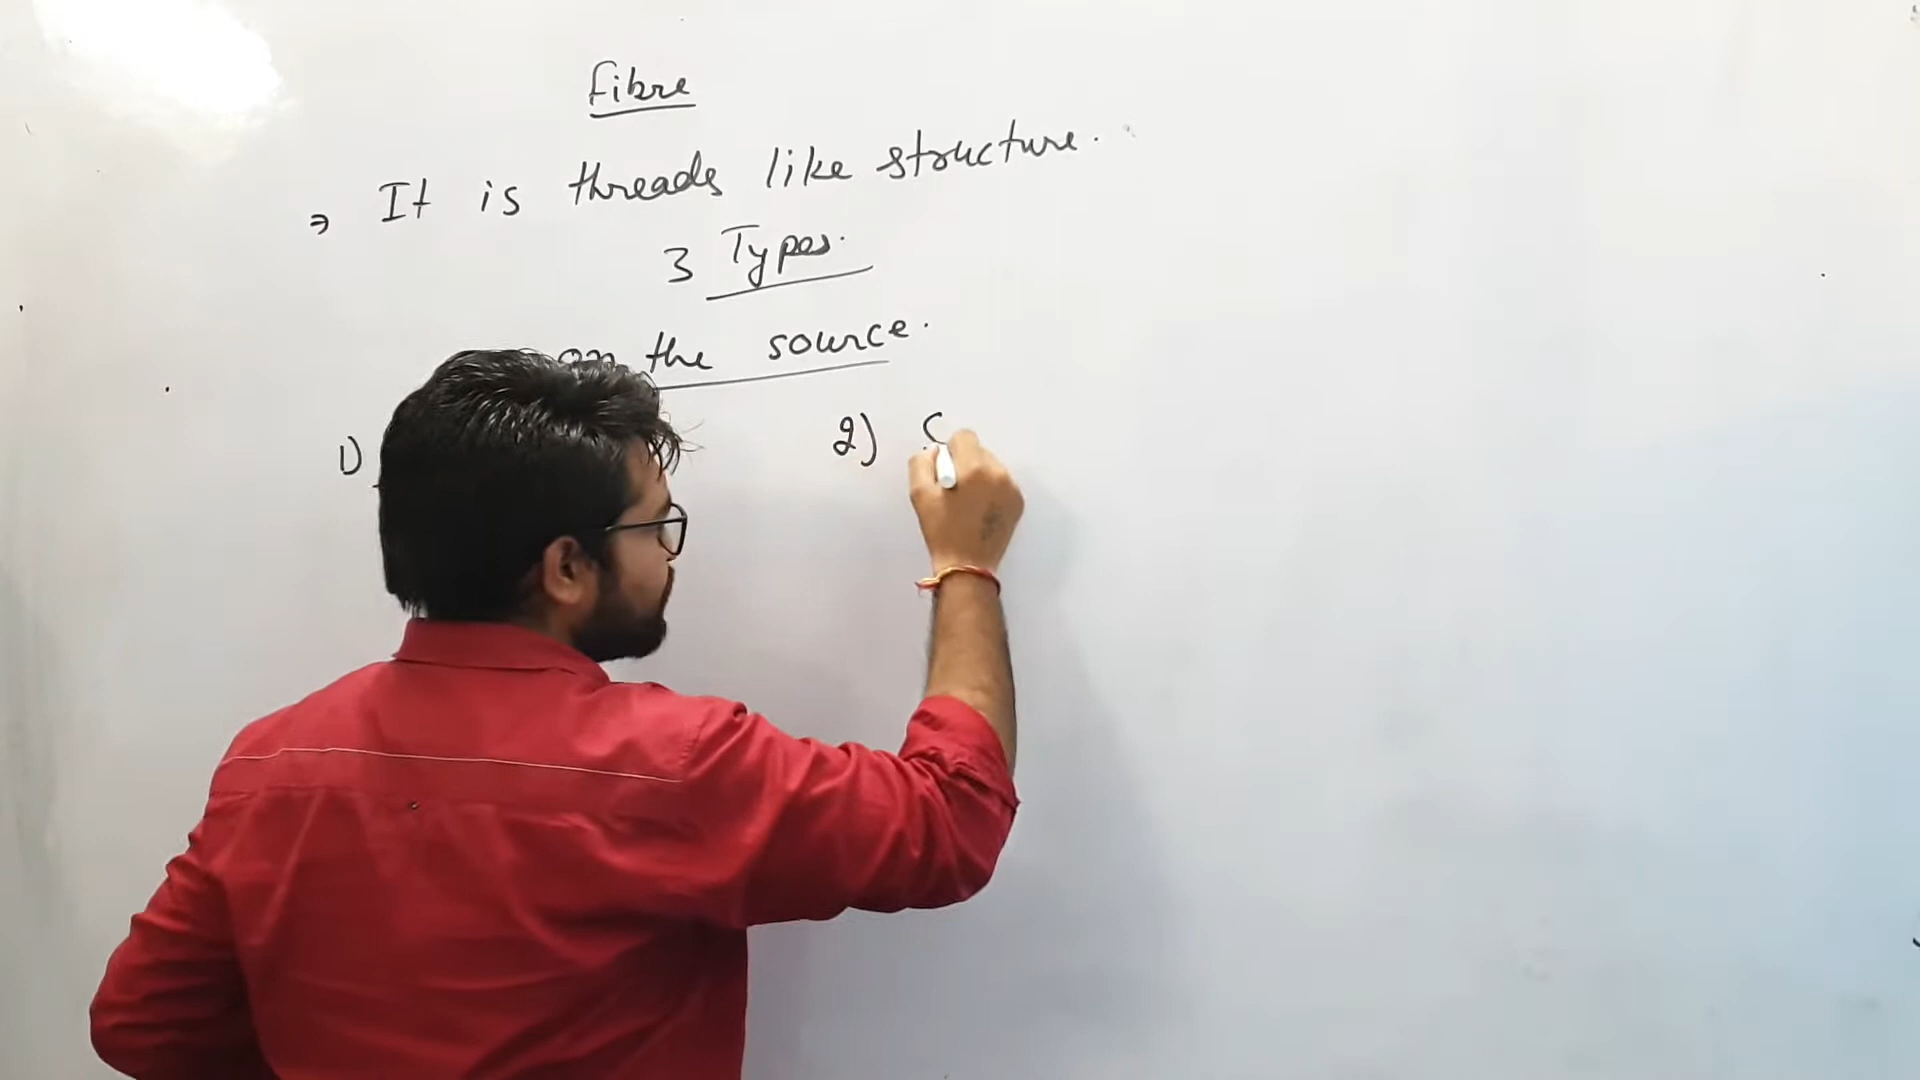 Fibre
⇒ It is threads like structure.
3 Types.
on the source.
1) 2) S